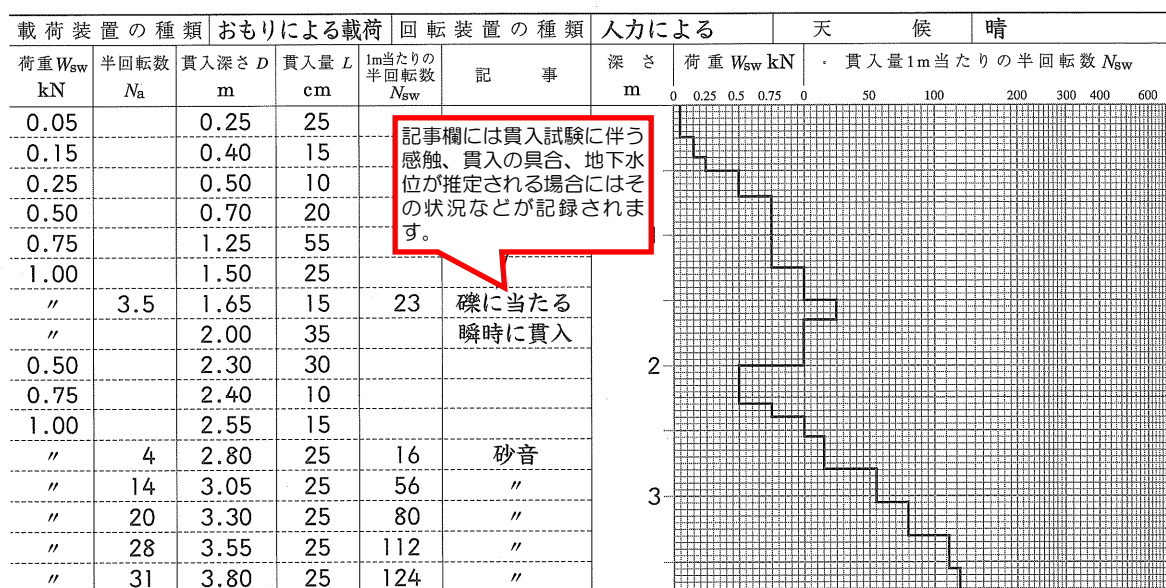 載荷装置の種類 おもりによる載荷 回転装置の種類 人力による 天候 晴
荷重Wsw kN 半回転数 Na 貫入深さD m 貫入量L cm 1m当たりの半回転数 Nsw 記事 深さ m 荷重Wsw kN 貫入量1m当たりの半回転数Nsw
0 0.25 0.5 0.75 0 50 100 200 300 400 600
0.05 0.25 25
0.15 0.40 15
0.25 0.50 10
0.50 0.70 20
0.75 1.25 55
1.00 1.50 25
〃 3.5 1.65 15 23 礫に当たる
〃 2.00 35 瞬時に貫入
0.50 2.30 30
0.75 2.40 10
1.00 2.55 15
〃 4 2.80 25 16 砂音
〃 14 3.05 25 56 〃
〃 20 3.30 25 80 〃
〃 28 3.55 25 112 〃
〃 31 3.80 25 124 〃
記事欄には貫入試験に伴う
感触、貫入の具合、地下水
位が推定される場合にはそ
の状況などが記録されま
す。
2
3